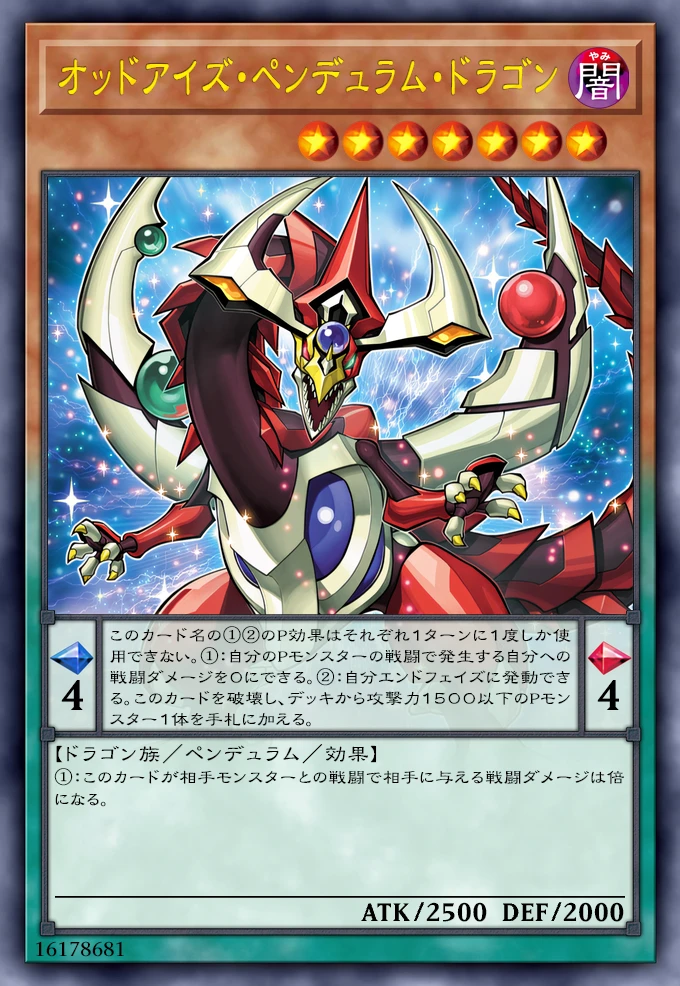 オッドアイズ・ペンデュラム・ドラゴン
やみ
闇
このカード名の①②のP効果はそれぞれ1ターンに1度しか使
用できない。①:自分のPモンスターの戦闘で発生する自分への
戦闘ダメージを0にできる。②:自分エンドフェイズに発動でき
る。このカードを破壊し、デッキから攻撃力1500以下のPモン
スター1体を手札に加える。
4
4
【ドラゴン族/ペンデュラム/効果】
①:このカードが相手モンスターとの戦闘で相手に与える戦闘ダメージは倍
になる。
ATK/2500 DEF/2000
16178681